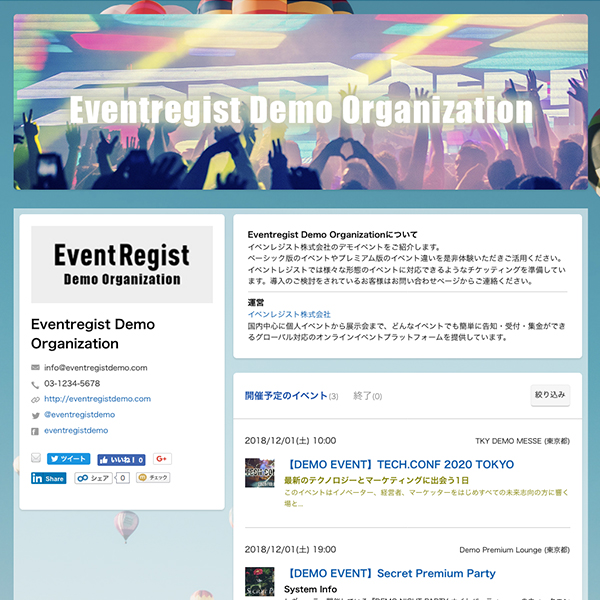 Eventregist Demo Organization
EventRegist
Demo Organization
Eventregist Demo
Organization
info@eventregistdemo.com
03-1234-5678
http://eventregistdemo.com
@eventregistdemo
eventregistdemo
ツイート
いいね! 0
G+
in Share
シェア
0
チェック
Eventregist Demo Organizationについて
イベンレジスト株式会社のデモイベントをご紹介します。
ベーシック版のイベントやプレミアム版のイベント違いを是非体験いただきご活用ください。
イベントレジストでは様々な形態のイベントに対応できるようなチケッティングを準備してい
ます。導入のご検討をされているお客様はお問い合わせページからご連絡ください。
運営
イベンレジスト株式会社
国内中心に個人イベントから展示会まで、どんなイベントでも簡単に告知・受付・集金ができ
るグローバル対応のオンラインイベントプラットフォームを提供しています。
開催予定のイベント(3)
終了(0)
絞り込み
2018/12/01(土) 10:00
TKY DEMO MESSE (東京都)
【DEMO EVENT】TECH.CONF 2020 TOKYO
最新のテクノロジーとマーケティングに出会う1日
このイベントはイノベーター、経営者、マーケッターをはじめすべての未来志向の方に響く
場と...
2018/12/01(土) 19:00
Demo Premium Lounge (東京都)
【DEMO EVENT】Secret Premium Party
System Info